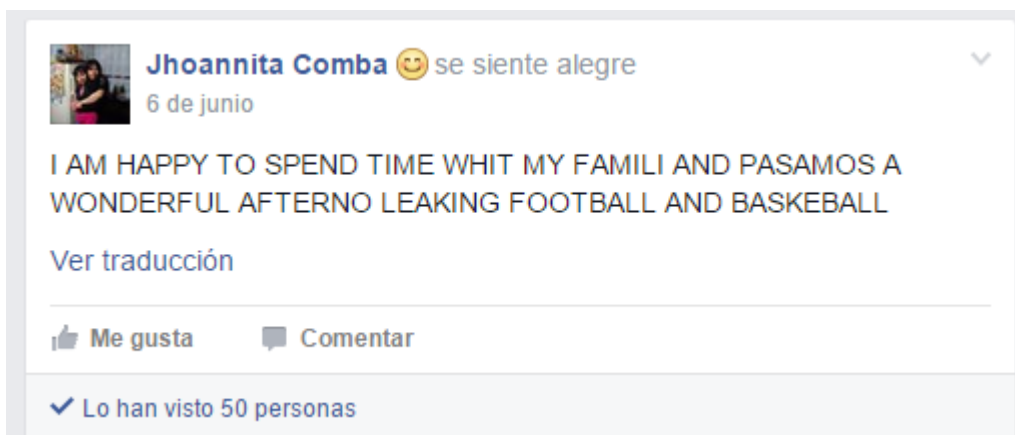 Jhoannita Comba 😊 se siente alegre
6 de junio
I AM HAPPY TO SPEND TIME WHIT MY FAMILI AND PASAMOS A
WONDERFUL AFTERNO LEAKING FOOTBALL AND BASKEBALL
Ver traducción
Me gusta Comentar
Lo han visto 50 personas